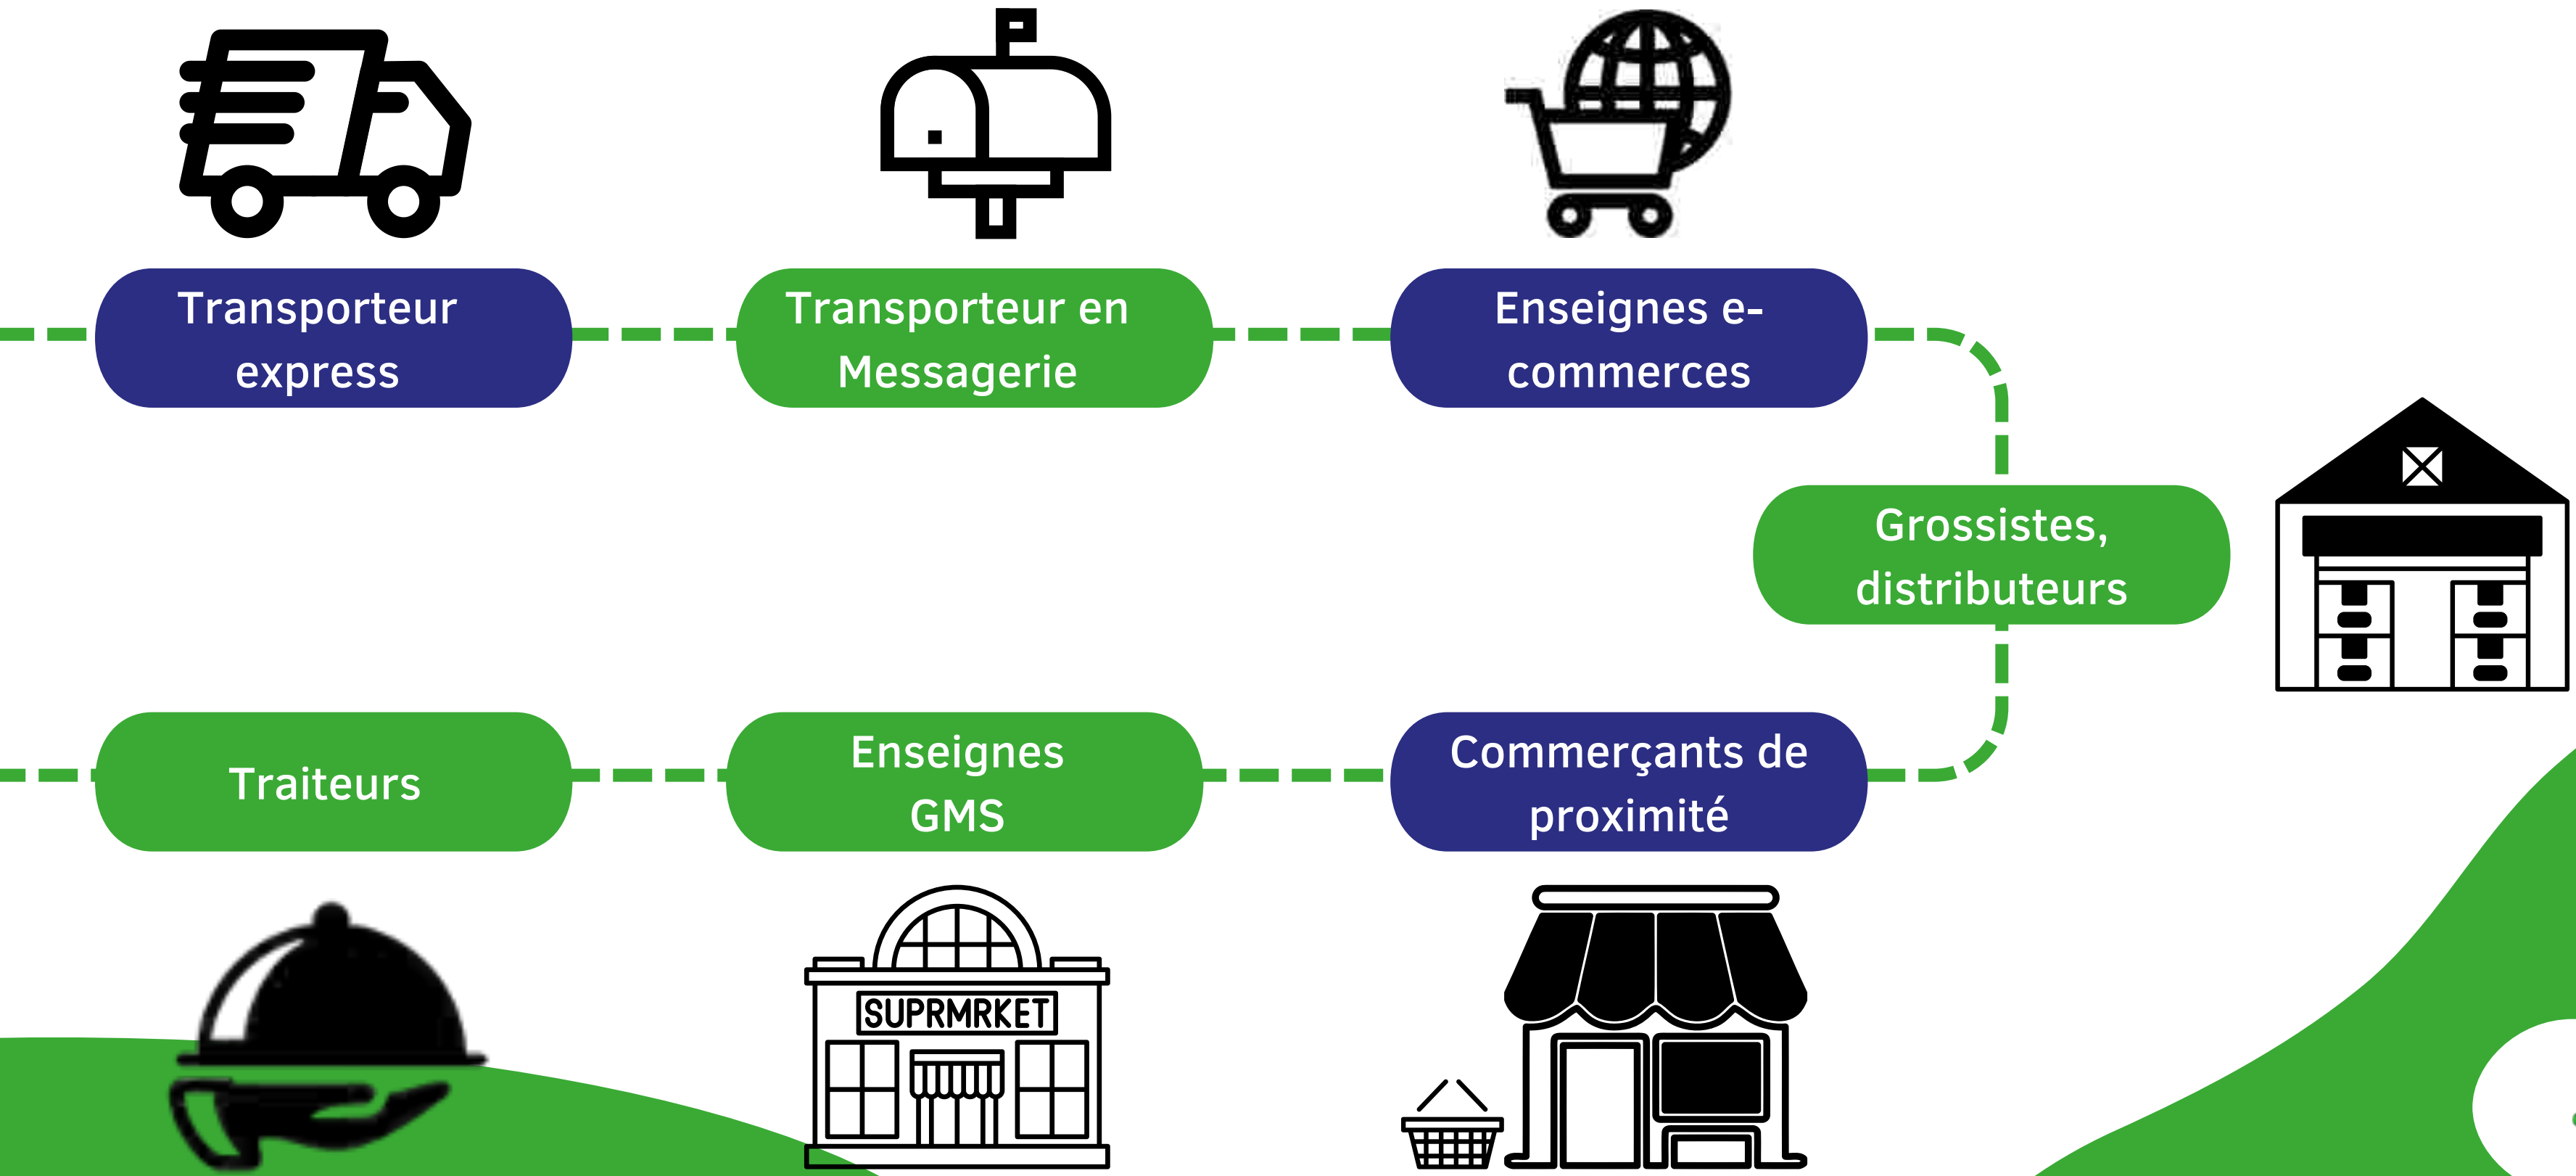 Transporteur
express
Transporteur en
Messagerie
Enseignes e-
commerces
Grossistes,
distributeurs
Traiteurs
Enseignes
GMS
Commerçants de
proximité
SUPRMRKET